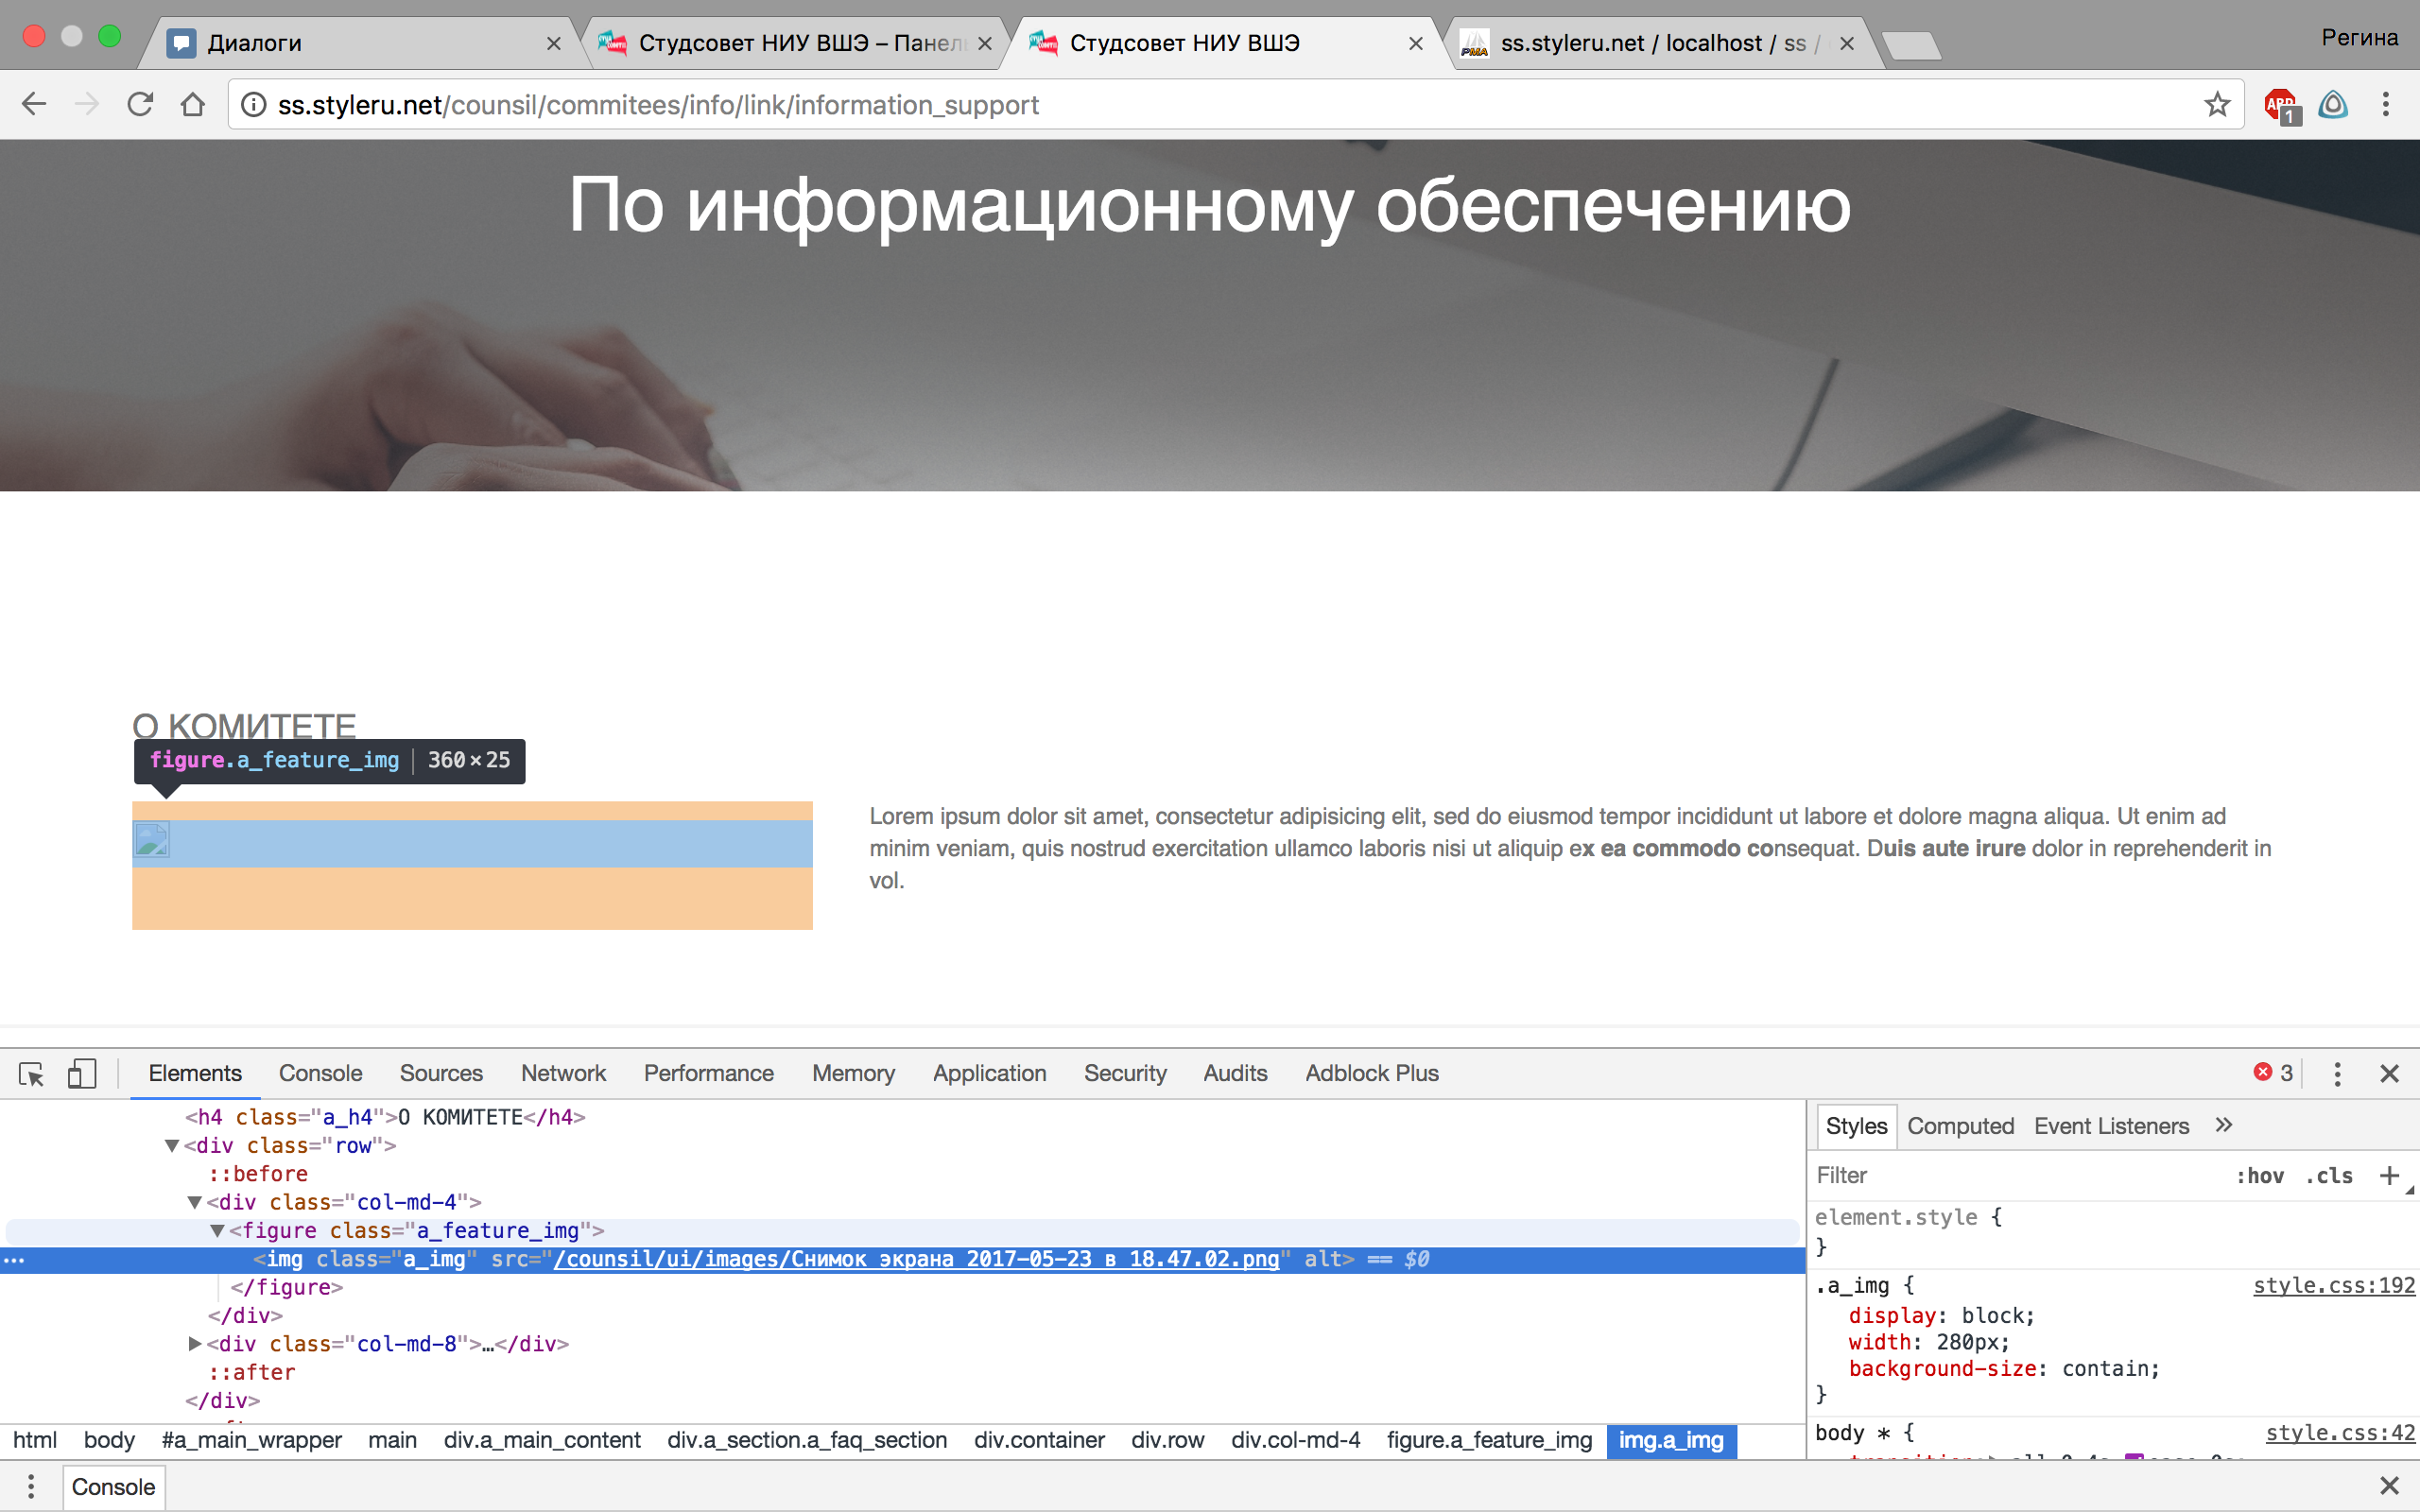 Диалоги
Студсовет НИУ ВШЭ – Панель
Студсовет НИУ ВШЭ
ss.styleru.net / localhost / ss /
Регина
ss.styleru.net/counsil/commitees/info/link/information_support
ABP
1
По информационному обеспечению
О КОМИТЕТЕ
figure.a_feature_img 360 × 25
Lorem ipsum dolor sit amet, consectetur adipisicing elit, sed do eiusmod tempor incididunt ut labore et dolore magna aliqua. Ut enim ad
minim veniam, quis nostrud exercitation ullamco laboris nisi ut aliquip ex ea commodo consequat. Duis aute irure dolor in reprehenderit in
vol.
Elements Console Sources Network Performance Memory Application Security Audits Adblock Plus 3
<h4 class="a_h4">О КОМИТЕТЕ</h4>
<div class="row">
::before
<div class="col-md-4">
<figure class="a_feature_img">
<img class="a_img" src="/counsil/ui/images/Снимок экрана 2017-05-23 в 18.47.02.png" alt> == $0
</figure>
</div>
<div class="col-md-8">…</div>
::after
</div>
html body #a_main_wrapper main div.a_main_content div.a_section.a_faq_section div.container div.row div.col-md-4 figure.a_feature_img img.a_img
Styles Computed Event Listeners »
Filter :hov .cls +
element.style {
}
.a_img { style.css:192
display: block;
width: 280px;
background-size: contain;
}
body * { style.css:42
Console